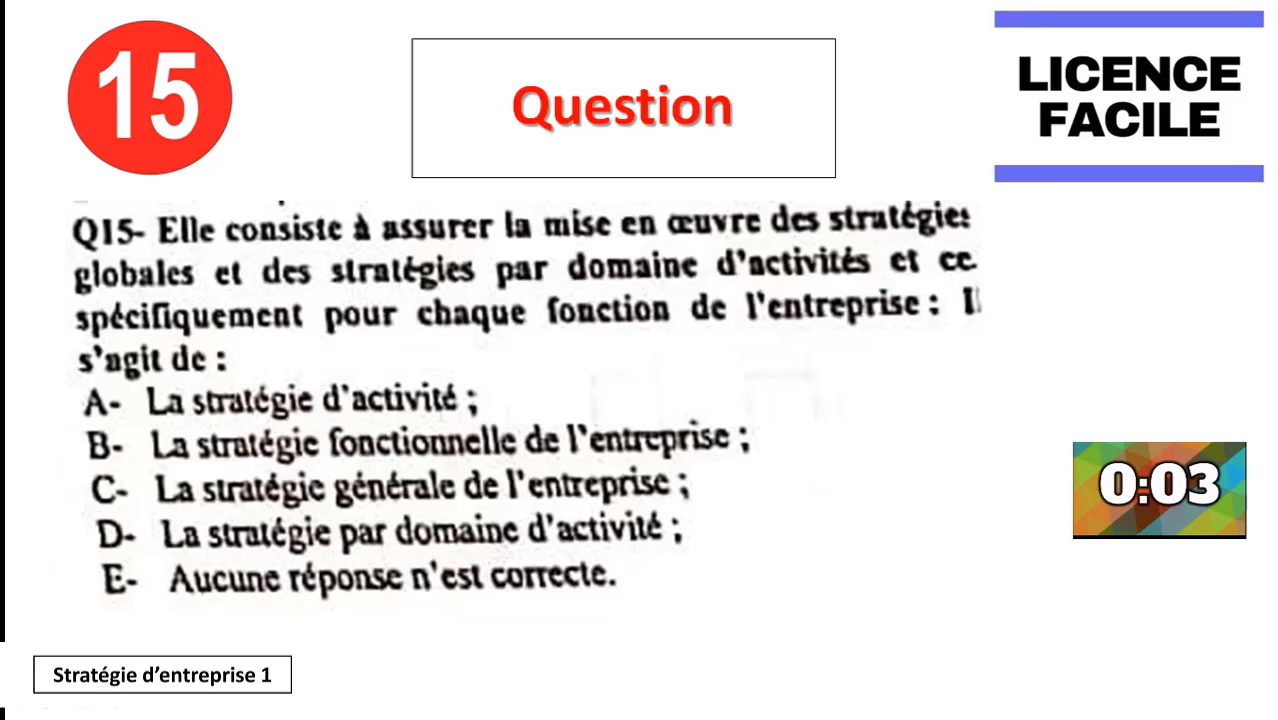 15
Question
LICENCE
FACILE
Q15- Elle consiste à assurer la mise en œuvre des stratégies
globales et des stratégies par domaine d'activités et ce
spécifiquement pour chaque fonction de l'entreprise : Il
s'agit de :
A- La stratégie d'activité ;
B- La stratégie fonctionnelle de l'entreprise ;
C- La stratégie générale de l'entreprise ;
D- La stratégie par domaine d'activité ;
E- Aucune réponse n'est correcte.
0:03
Stratégie d'entreprise 1